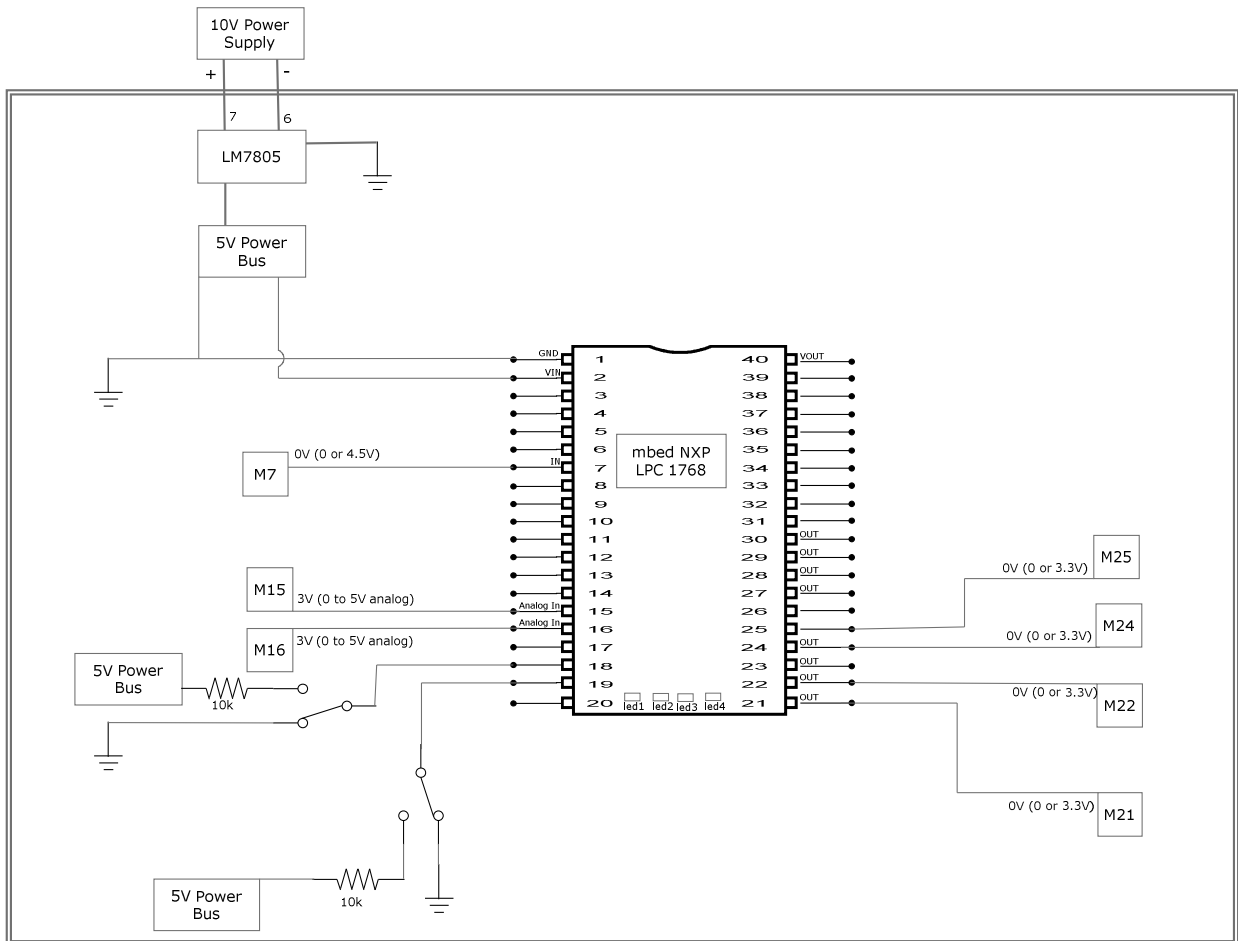 10V Power
Supply
+
-
7
6
LM7805
5V Power
Bus
GND
VIN
IN
Analog In
Analog In
1
2
3
4
5
6
7
8
9
10
11
12
13
14
15
16
17
18
19
20
mbed NXP
LPC 1768
led1
led2
led3
led4
40
39
38
37
36
35
34
33
32
31
30
29
28
27
26
25
24
23
22
21
VOUT
OUT
OUT
OUT
OUT
OUT
OUT
OUT
OUT
M7
0V (0 or 4.5V)
M15
3V (0 to 5V analog)
M16
3V (0 to 5V analog)
5V Power
Bus
10k
5V Power
Bus
10k
M25
0V (0 or 3.3V)
M24
0V (0 or 3.3V)
M22
0V (0 or 3.3V)
M21
0V (0 or 3.3V)